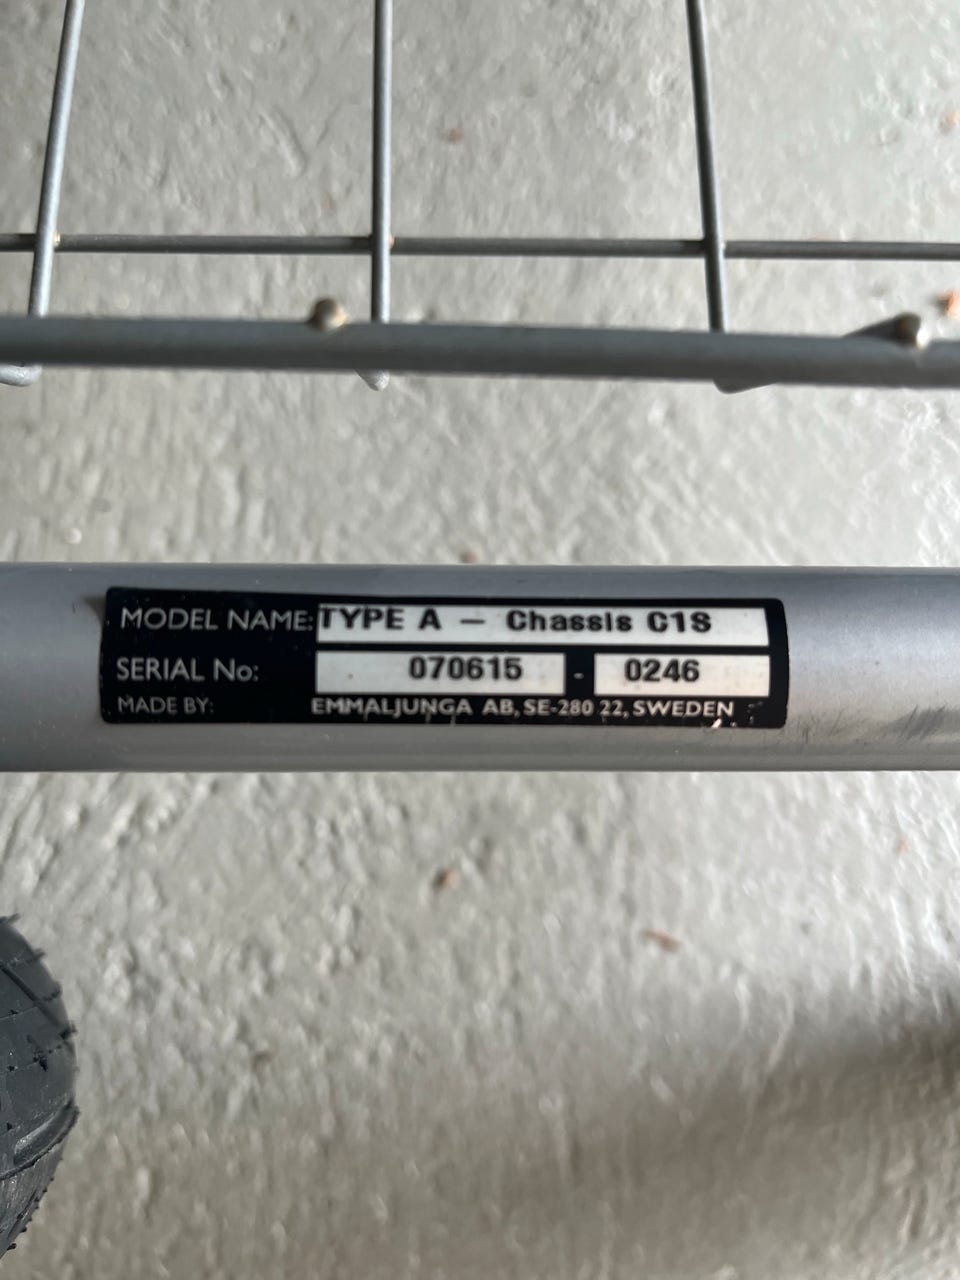 MODEL NAME: TYPE A - Chassis C1S
SERIAL No: 070615 - 0246
MADE BY: EMMALJUNGA AB, SE-280 22, SWEDEN